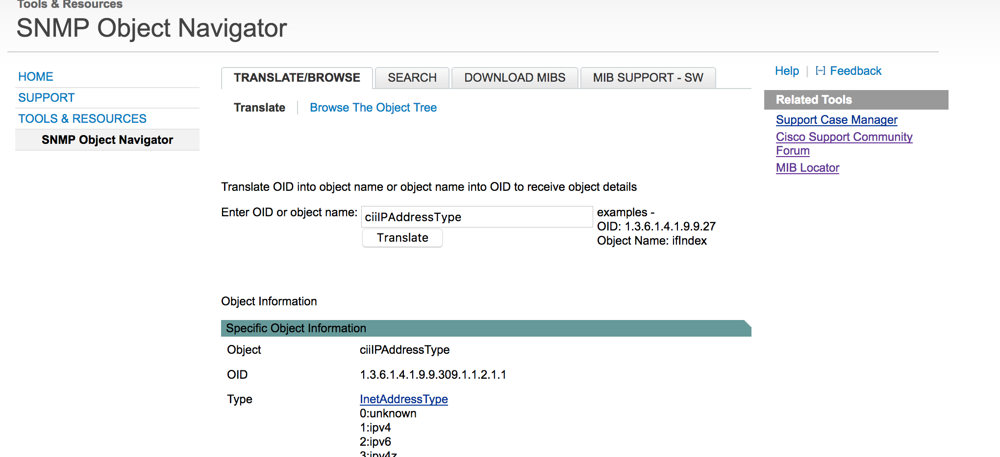 Tools & Resources
SNMP Object Navigator
HOME
SUPPORT
TOOLS & RESOURCES
SNMP Object Navigator
TRANSLATE/BROWSE
SEARCH
DOWNLOAD MIBS
MIB SUPPORT - SW
Translate
Browse The Object Tree
Translate OID into object name or object name into OID to receive object details
Enter OID or object name:
ciiIPAddressType
Translate
examples -
OID: 1.3.6.1.4.1.9.9.27
Object Name: ifIndex
Object Information
Specific Object Information
Object ciiIPAddressType
OID 1.3.6.1.4.1.9.9.309.1.1.2.1.1
Type InetAddressType
0:unknown
1:ipv4
2:ipv6
3:ipv4z
Help
Feedback
Related Tools
Support Case Manager
Cisco Support Community
Forum
MIB Locator